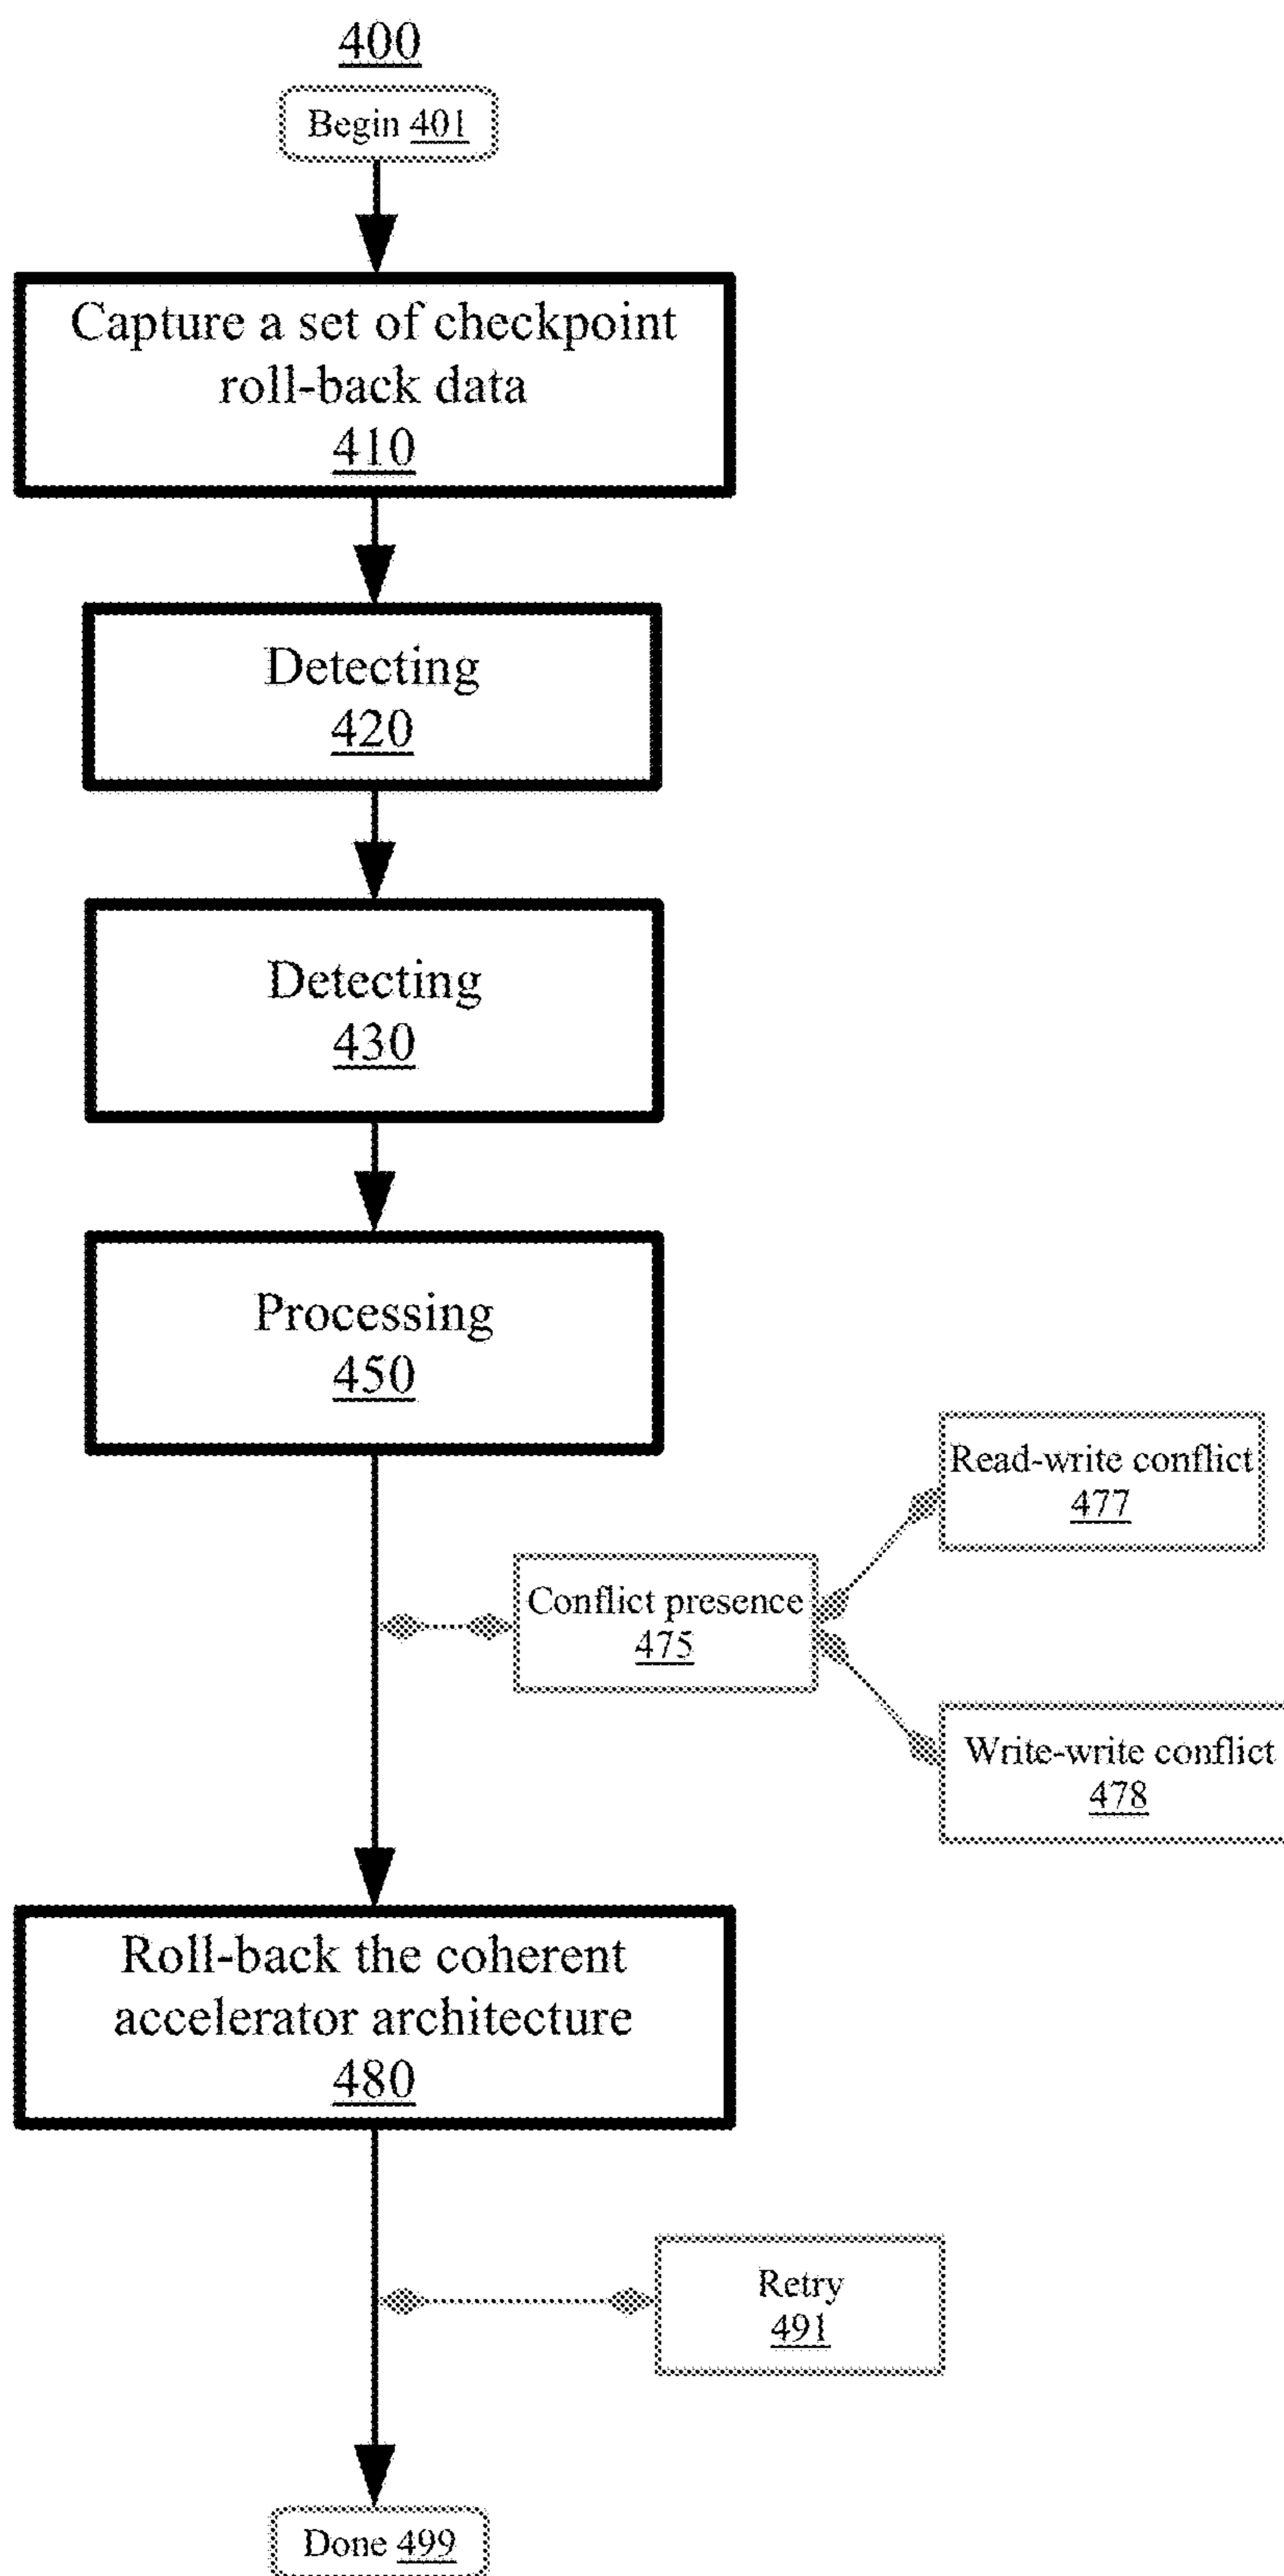 400
Begin 401
Capture a set of checkpoint
roll-back data
410
Detecting
420
Detecting
430
Processing
450
Read-write conflict
477
Conflict presence
475
Write-write conflict
478
Roll-back the coherent
accelerator architecture
480
Retry
491
Done 499